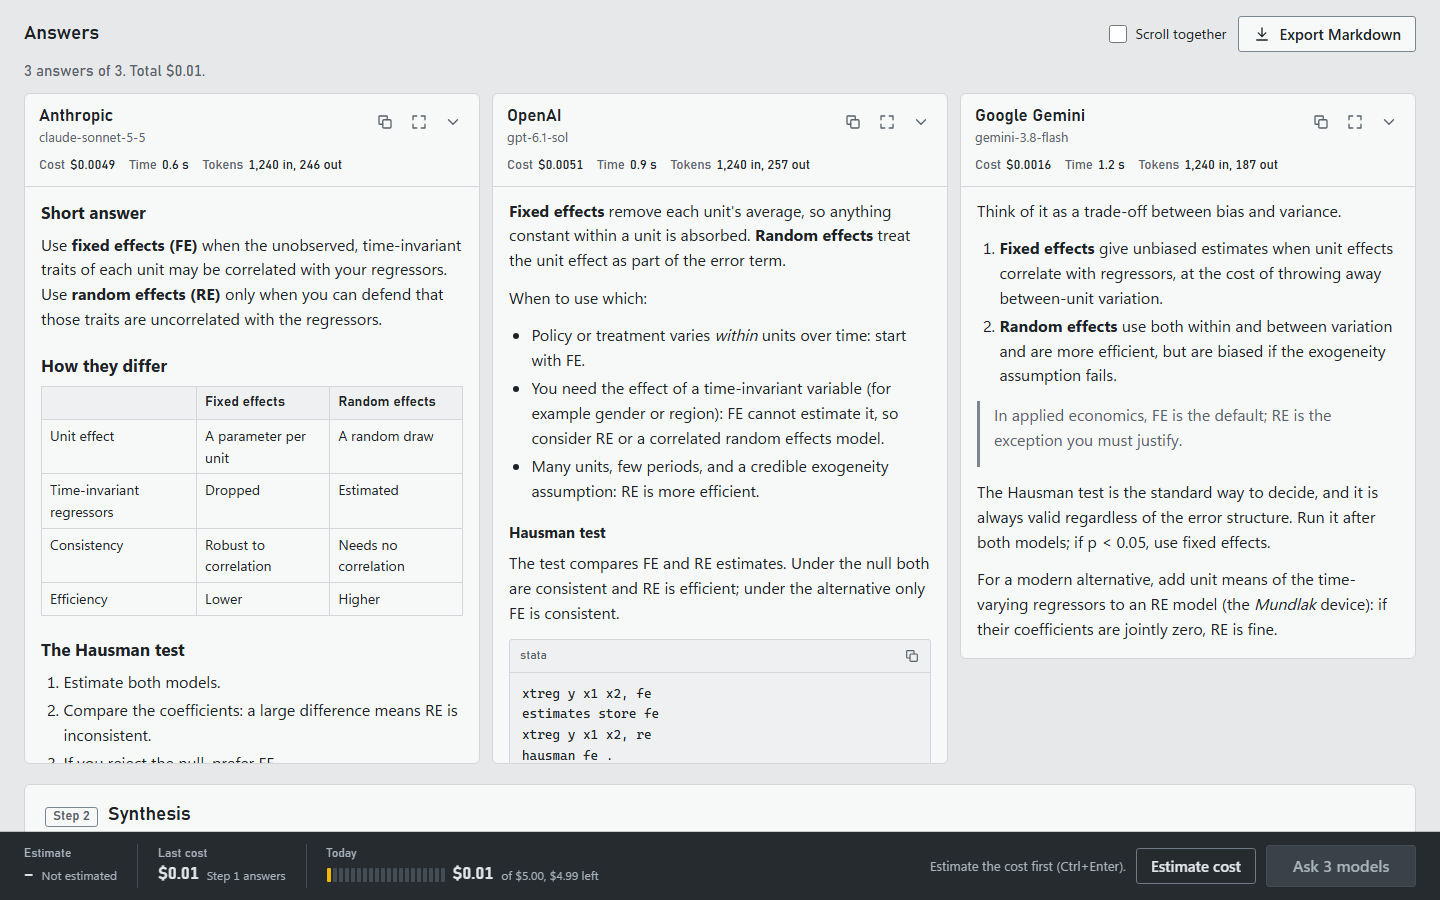 Answers
Scroll together
Export Markdown
3 answers of 3. Total $0.01.
Anthropic
claude-sonnet-5-5
Cost $0.0049 Time 0.6 s Tokens 1,240 in, 246 out
Short answer
Use fixed effects (FE) when the unobserved, time-invariant
traits of each unit may be correlated with your regressors.
Use random effects (RE) only when you can defend that
those traits are uncorrelated with the regressors.
How they differ
Fixed effects Random effects
Unit effect A parameter per unit A random draw
Time-invariant regressors Dropped Estimated
Consistency Robust to correlation Needs no correlation
Efficiency Lower Higher
The Hausman test
1. Estimate both models.
2. Compare the coefficients: a large difference means RE is
inconsistent.
3. If you reject the null, prefer FE.
OpenAI
gpt-6.1-sol
Cost $0.0051 Time 0.9 s Tokens 1,240 in, 257 out
Fixed effects remove each unit's average, so anything
constant within a unit is absorbed. Random effects treat
the unit effect as part of the error term.
When to use which:
• Policy or treatment varies within units over time: start
with FE.
• You need the effect of a time-invariant variable (for
example gender or region): FE cannot estimate it, so
consider RE or a correlated random effects model.
• Many units, few periods, and a credible exogeneity
assumption: RE is more efficient.
Hausman test
The test compares FE and RE estimates. Under the null both
are consistent and RE is efficient; under the alternative only
FE is consistent.
stata
xtreg y x1 x2, fe
estimates store fe
xtreg y x1 x2, re
hausman fe .
Google Gemini
gemini-3.8-flash
Cost $0.0016 Time 1.2 s Tokens 1,240 in, 187 out
Think of it as a trade-off between bias and variance.
1. Fixed effects give unbiased estimates when unit effects
correlate with regressors, at the cost of throwing away
between-unit variation.
2. Random effects use both within and between variation
and are more efficient, but are biased if the exogeneity
assumption fails.
In applied economics, FE is the default; RE is the
exception you must justify.
The Hausman test is the standard way to decide, and it is
always valid regardless of the error structure. Run it after
both models; if p < 0.05, use fixed effects.
For a modern alternative, add unit means of the time-
varying regressors to an RE model (the Mundlak device): if
their coefficients are jointly zero, RE is fine.
Step 2 Synthesis
Estimate
– Not estimated
Last cost
$0.01 Step 1 answers
Today
$0.01 of $5.00, $4.99 left
Estimate the cost first (Ctrl+Enter).
Estimate cost
Ask 3 models